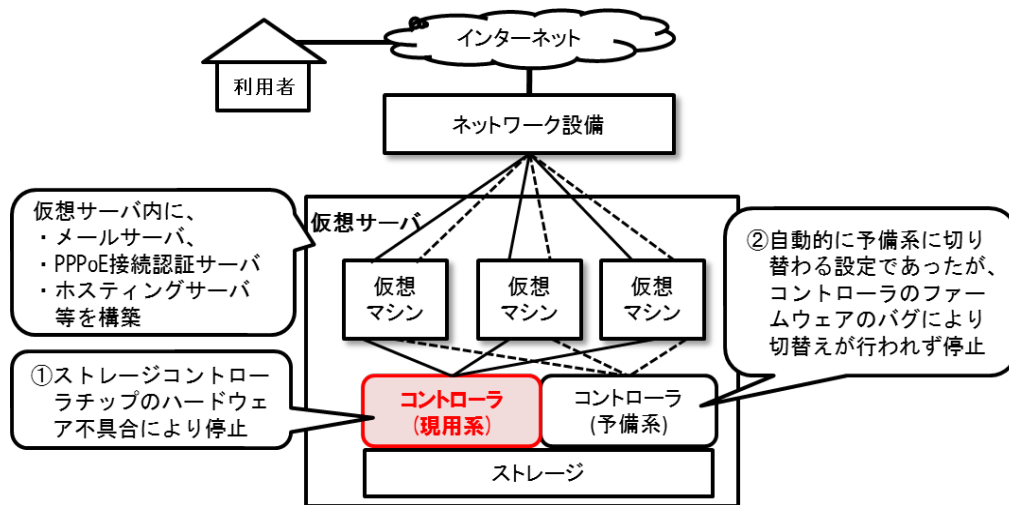 インターネット
利用者
ネットワーク設備
仮想サーバ内に、
・メールサーバ、
・PPPoE接続認証サーバ
・ホスティングサーバ
等を構築
仮想サーバ
仮想
マシン
仮想
マシン
仮想
マシン
②自動的に予備系に切り
替わる設定であったが、
コントローラのファー
ムウェアのバグにより
切替えが行われず停止
①ストレージコントロー
ラチップのハードウェ
ア不具合により停止
コントローラ
(現用系)
コントローラ
(予備系)
ストレージ